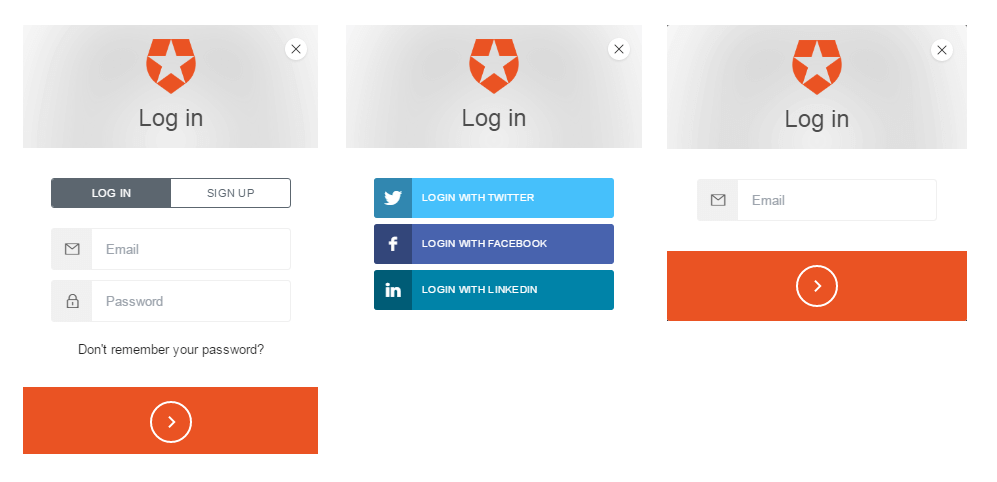 Log in
LOG IN
SIGN UP
Email
Password
Don't remember your password?
Log in
LOGIN WITH TWITTER
LOGIN WITH FACEBOOK
LOGIN WITH LINKEDIN
Log in
Email